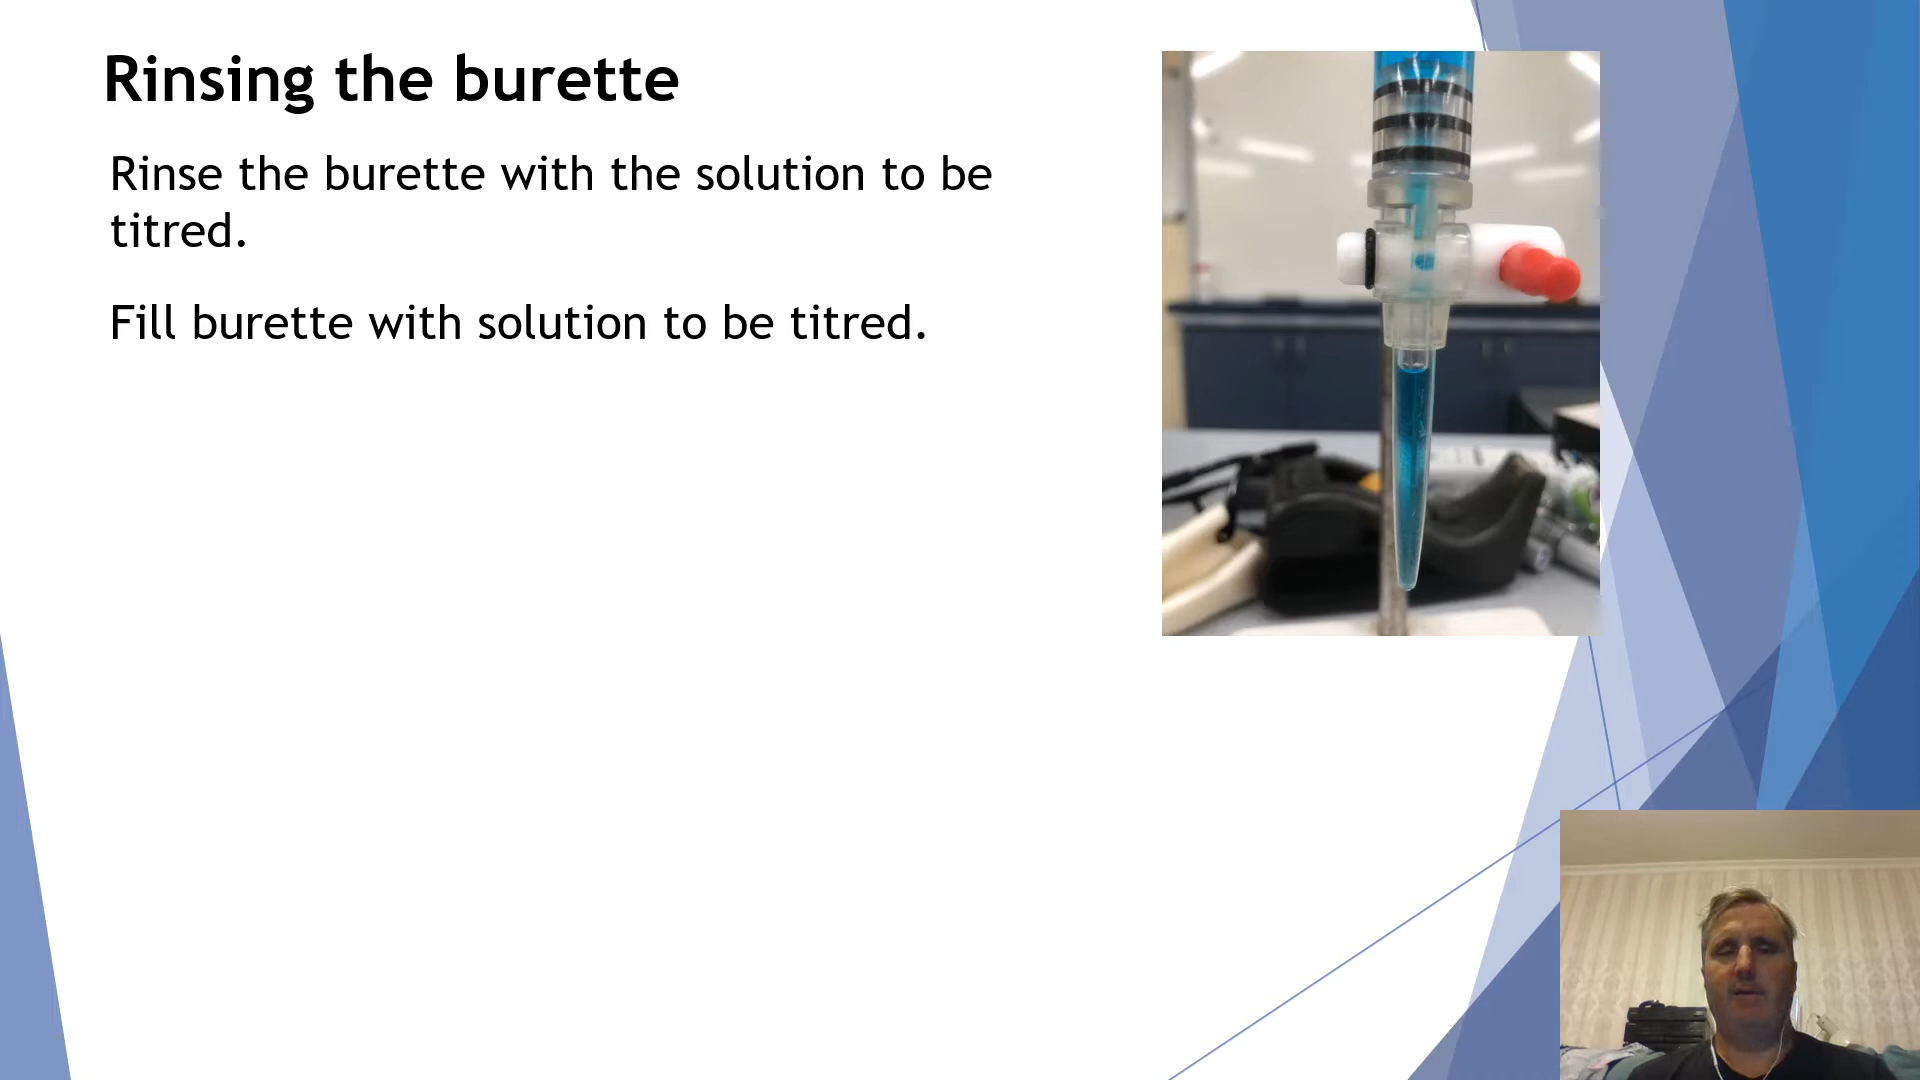 Rinsing the burette
Rinse the burette with the solution to be
titred.
Fill burette with solution to be titred.